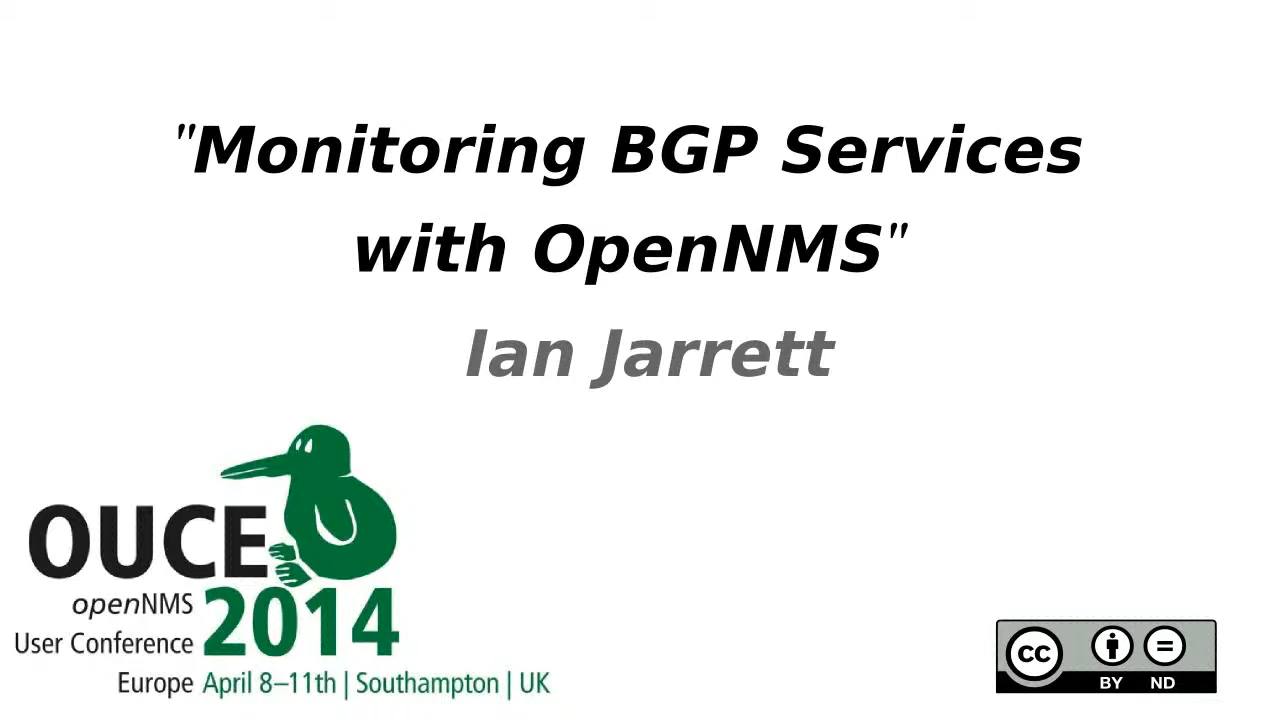 "Monitoring BGP Services
with OpenNMS"
Ian Jarrett
OUCE
openNMS
User Conference
2014
Europe April 8–11th | Southampton | UK
CC
BY ND